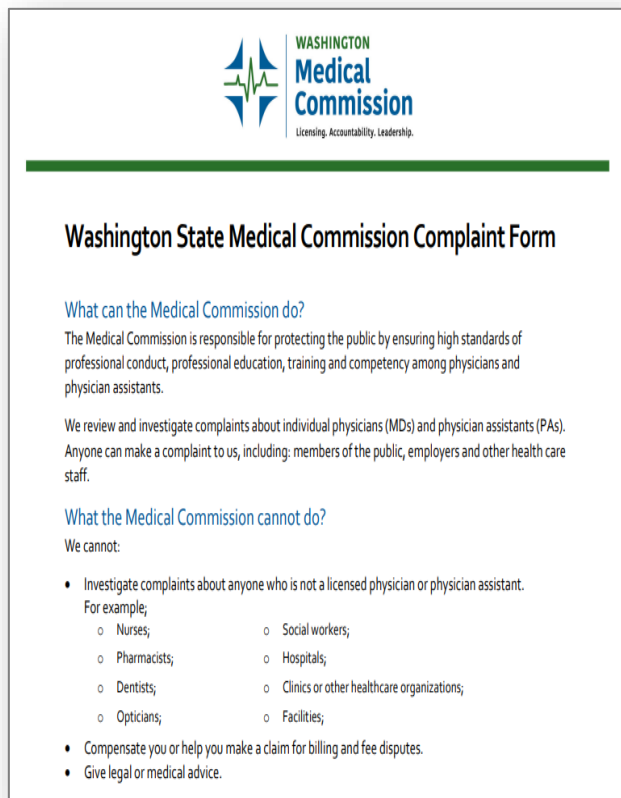 WASHINGTON
Medical
Commission
Licensing. Accountability. Leadership.
Washington State Medical Commission Complaint Form
What can the Medical Commission do?
The Medical Commission is responsible for protecting the public by ensuring high standards of
professional conduct, professional education, training and competency among physicians and
physician assistants.
We review and investigate complaints about individual physicians (MDs) and physician assistants (PAs).
Anyone can make a complaint to us, including: members of the public, employers and other health care
staff.
What the Medical Commission cannot do?
We cannot:
• Investigate complaints about anyone who is not a licensed physician or physician assistant.
For example;
o Nurses; o Social workers;
o Pharmacists; o Hospitals;
o Dentists; o Clinics or other healthcare organizations;
o Opticians; o Facilities;
• Compensate you or help you make a claim for billing and fee disputes.
• Give legal or medical advice.